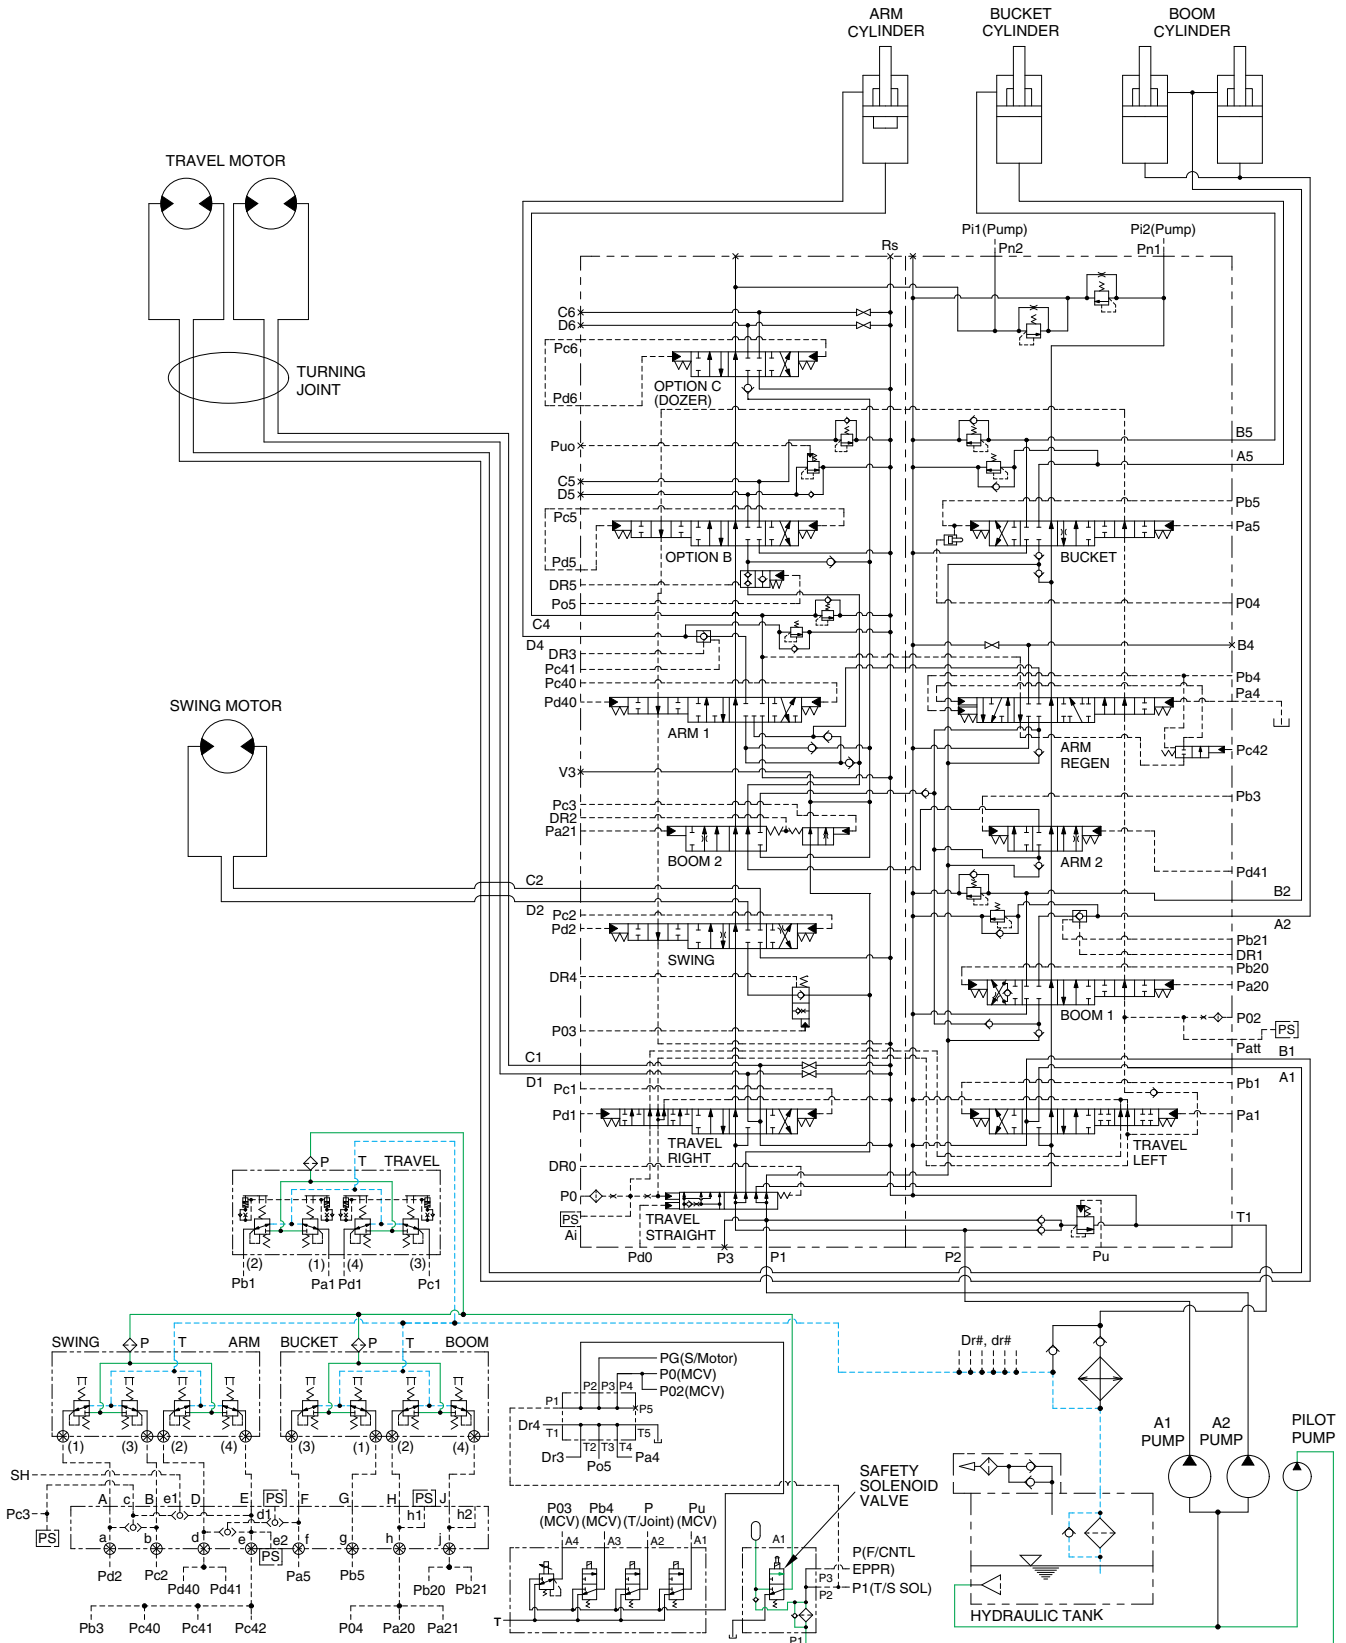 ARM
CYLINDER
BUCKET
CYLINDER
BOOM
CYLINDER
TRAVEL MOTOR
TURNING
JOINT
SWING MOTOR
Rs
Pi1(Pump)
Pn2
Pi2(Pump)
Pn1
C6
D6
Pc6
Pd6
OPTION C
(DOZER)
Puo
C5
D5
Pc5
Pd5
OPTION B
DR5
Po5
C4
D4
DR3
Pc41
Pc40
Pd40
ARM 1
V3
Pc3
DR2
Pa21
BOOM 2
C2
D2
Pc2
Pd2
SWING
DR4
P03
C1
D1
Pc1
Pd1
TRAVEL
RIGHT
DR0
P0
PS
Ai
TRAVEL
STRAIGHT
Pd0
P3
P1
P2
Pu
B5
A5
Pb5
Pa5
BUCKET
P04
B4
Pb4
Pa4
ARM
REGEN
Pc42
Pb3
ARM 2
Pd41
B2
A2
Pb21
DR1
Pb20
Pa20
BOOM 1
P02
PS
Patt
B1
A1
Pb1
Pa1
TRAVEL
LEFT
T1
P
T
TRAVEL
(2)
(1)
(4)
(3)
Pb1
Pa1
Pd1
Pc1
SWING
P
T
ARM
BUCKET
P
T
BOOM
(1)
(3)
(2)
(4)
(3)
(1)
(2)
(4)
SH
Pc3
PS
A
c
B
e1
D
E
PS
d1
F
G
H
PS
h1
J
h2
a
b
d
e
e2
PS
f
g
h
j
Pd2
Pc2
Pd40
Pd41
Pa5
Pb5
Pb20
Pb21
Pb3
Pc40
Pc41
Pc42
P04
Pa20
Pa21
PG(S/Motor)
P0(MCV)
P02(MCV)
P1
P2
P3
P4
P5
Dr4
T1
T5
Dr3
T2
T3
T4
Po5
Pa4
P03
(MCV)
Pb4
(MCV)
P
(T/Joint)
Pu
(MCV)
A4
A3
A2
A1
T
SAFETY
SOLENOID
VALVE
A1
P(F/CNTL
EPPR)
P3
P2
P1(T/S SOL)
P1
Dr#, dr#
A1
PUMP
A2
PUMP
PILOT
PUMP
HYDRAULIC TANK